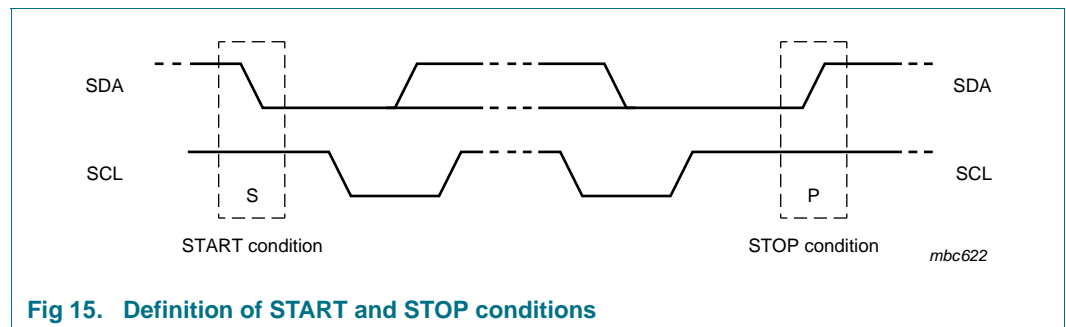 SDA
SDA
SCL
SCL
S
P
START condition
STOP condition
mbc622
Fig 15. Definition of START and STOP conditions